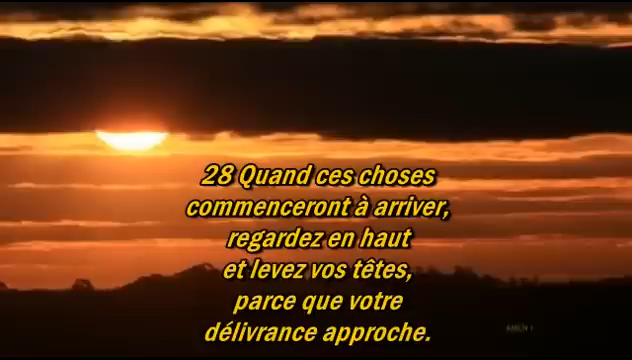 28 Quand ces choses
commenceront à arriver,
regardez en haut
et levez vos têtes,
parce que votre
délivrance approche.